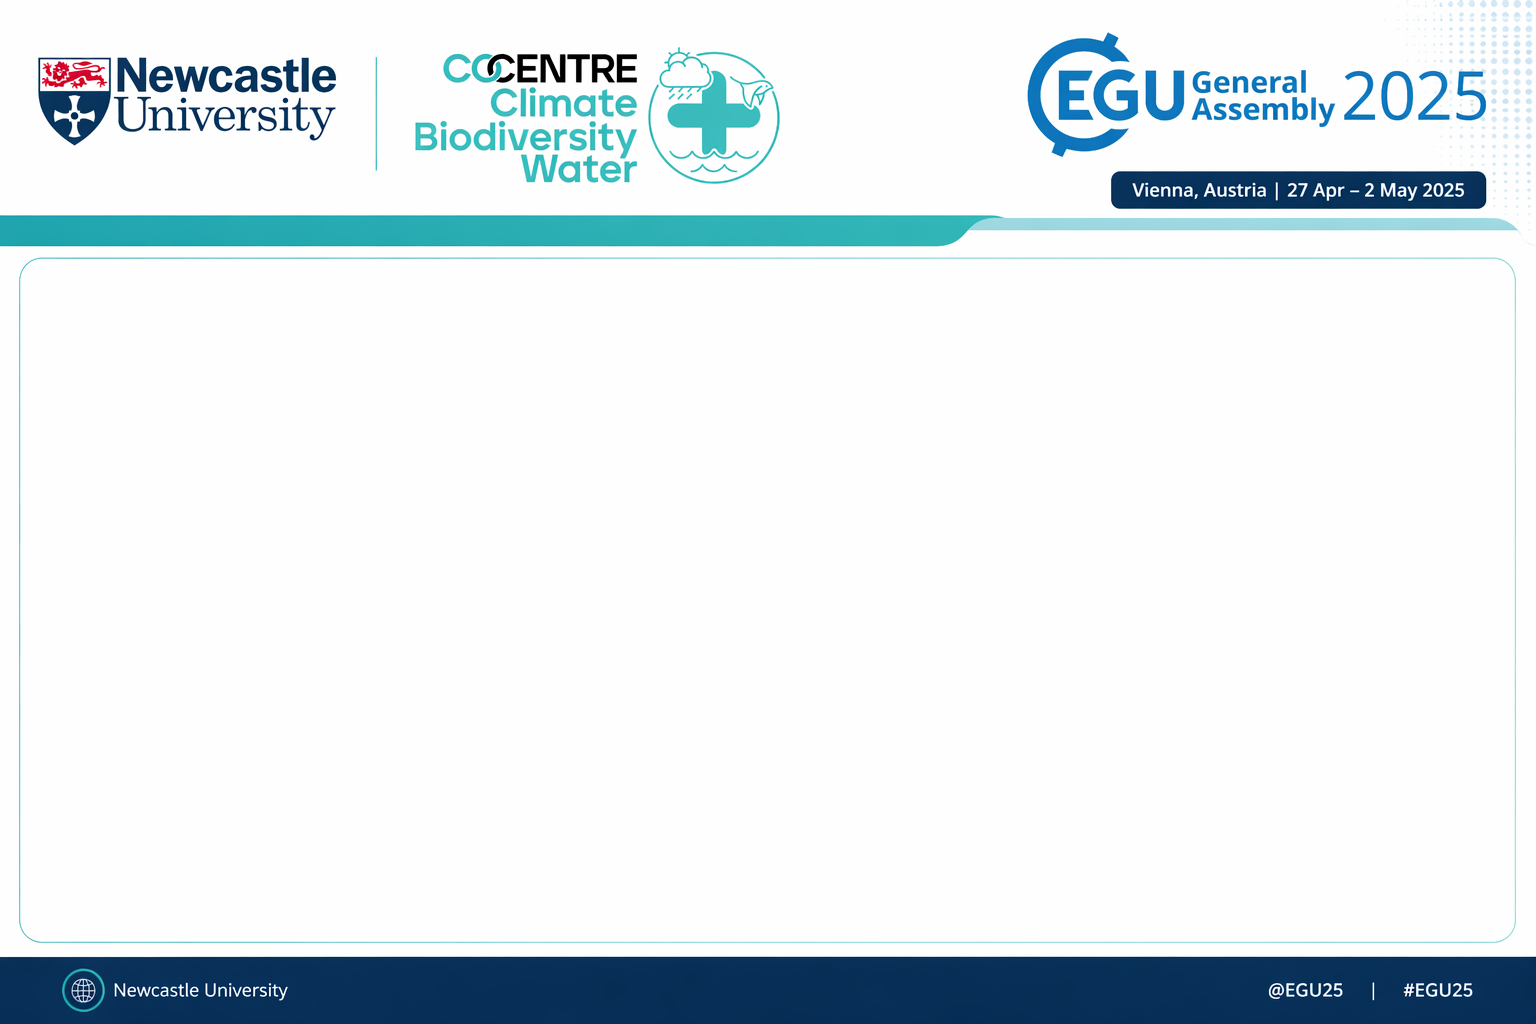 Newcastle
University
COCENTRE
Climate
Biodiversity
Water
EGU General
Assembly 2025
Vienna, Austria | 27 Apr – 2 May 2025
Newcastle University
@EGU25 | #EGU25